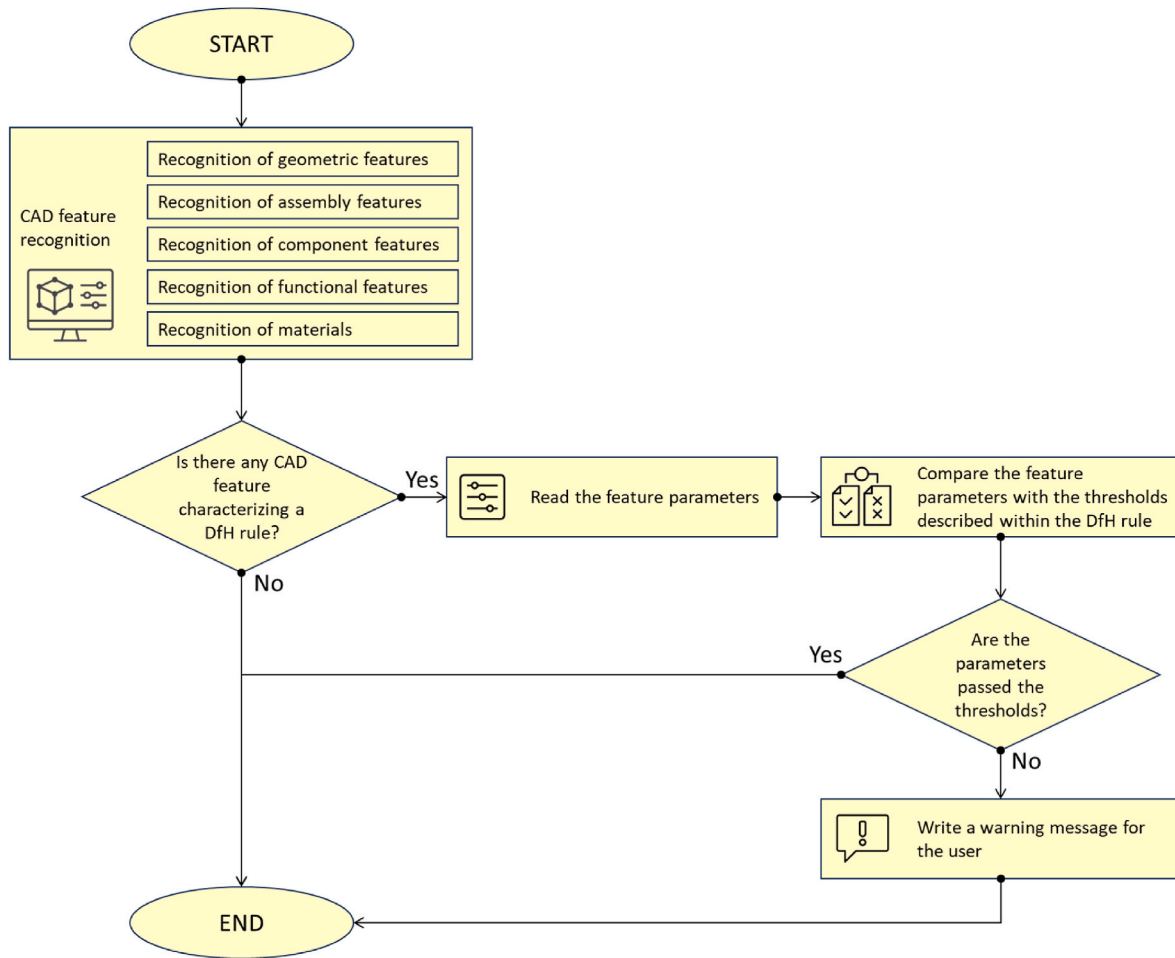 START
CAD feature
recognition
Recognition of geometric features
Recognition of assembly features
Recognition of component features
Recognition of functional features
Recognition of materials
Is there any CAD
feature
characterizing a
DfH rule?
Yes
No
Read the feature parameters
Compare the feature
parameters with the thresholds
described within the DfH rule
Are the
parameters
passed the
thresholds?
Yes
No
Write a warning message for
the user
END